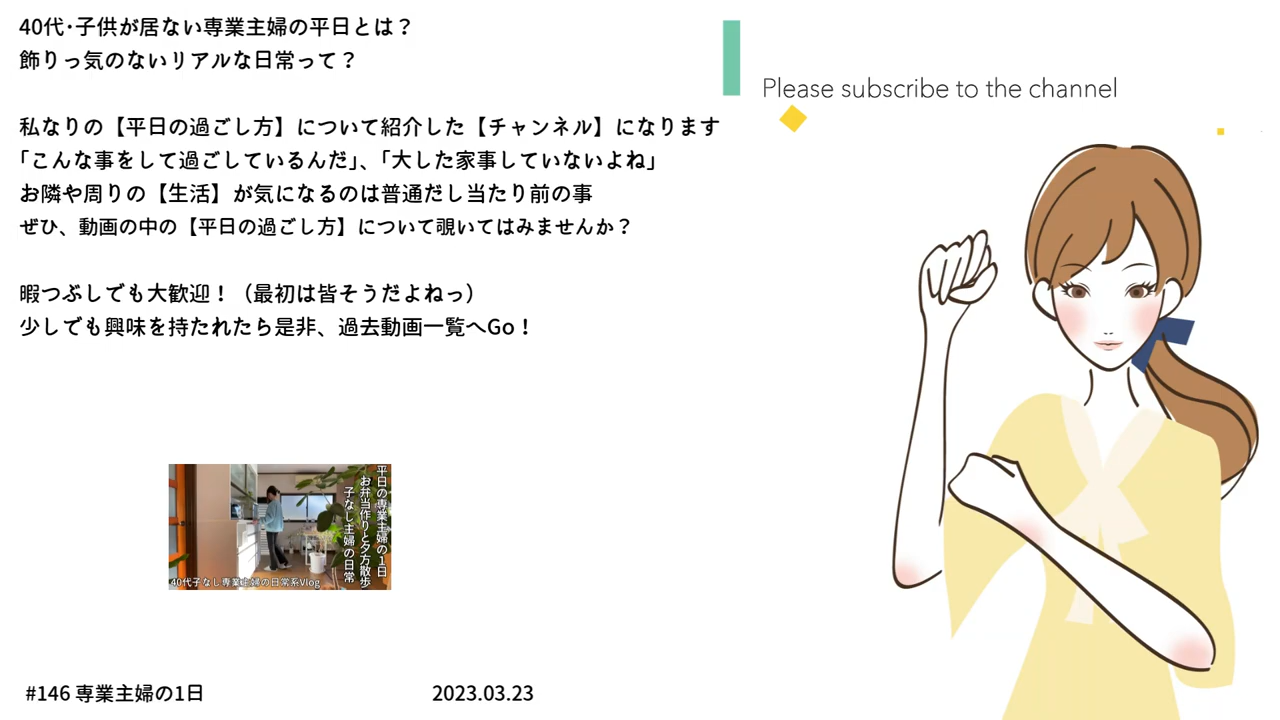 40代･子供が居ない専業主婦の平日とは？
飾りっ気のないリアルな日常って？
私なりの【平日の過ごし方】について紹介した【チャンネル】になります
｢こんな事をして過ごしているんだ｣、｢大した家事していないよね｣
お隣や周りの【生活】が気になるのは普通だし当たり前の事
ぜひ、動画の中の【平日の過ごし方】について覗いてはみませんか？
暇つぶしでも大歓迎！（最初は皆そうだよねっ）
少しでも興味を持たれたら是非、過去動画一覧へGo！
Please subscribe to the channel
平日の専業主婦の１日
お弁当作りと夕方散歩
子なし主婦の日常
40代子なし専業主婦の日常系Vlog
#146 専業主婦の1日
2023.03.23